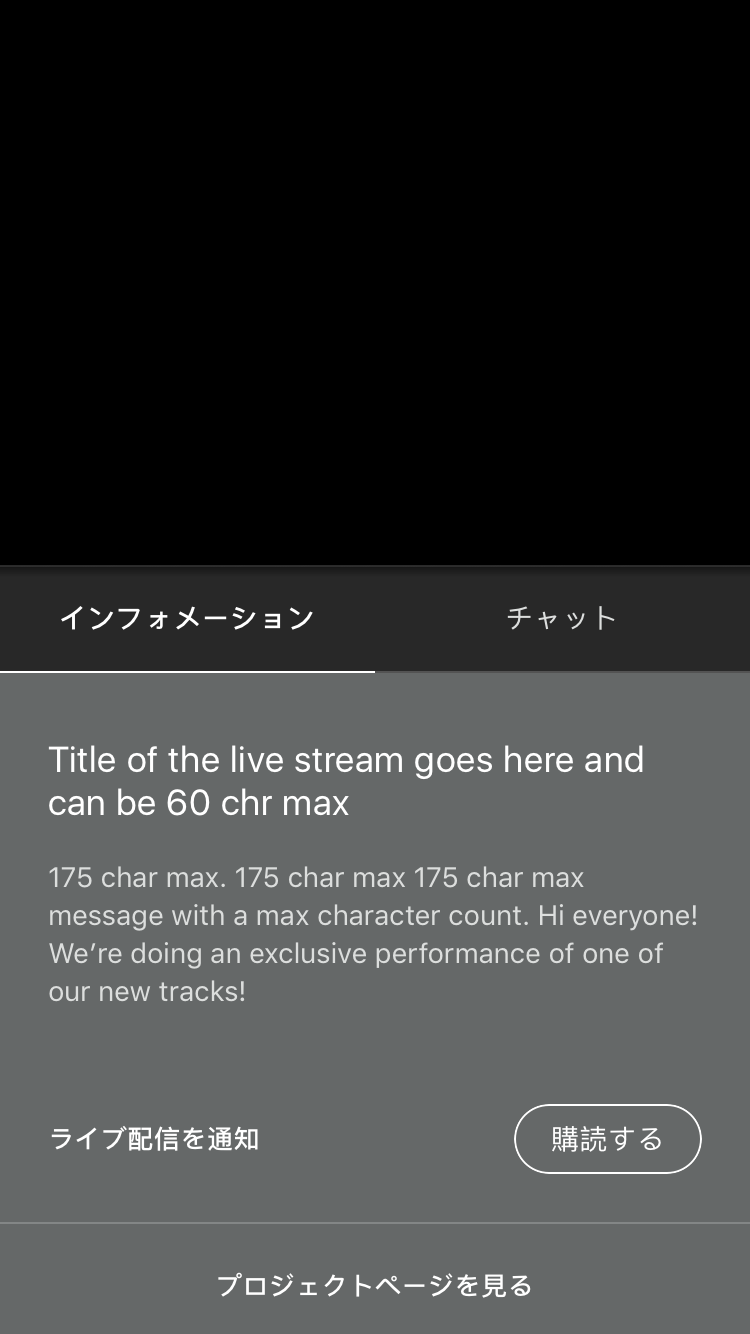 インフォメーション
チャット
Title of the live stream goes here and
can be 60 chr max
175 char max. 175 char max 175 char max
message with a max character count. Hi everyone!
We’re doing an exclusive performance of one of
our new tracks!
ライブ配信を通知
購読する
プロジェクトページを見る